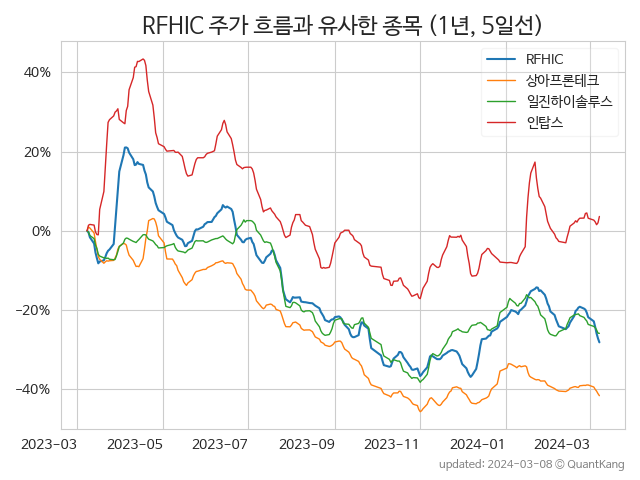 RFHIC 주가 흐름과 유사한 종목 (1년, 5일선)
RFHIC
상아프론테크
일진하이솔루스
인탑스
40%
20%
0%
−20%
−40%
2023−03
2023−05
2023−07
2023−09
2023−11
2024−01
2024−03
updated: 2024-03-08 © QuantKang